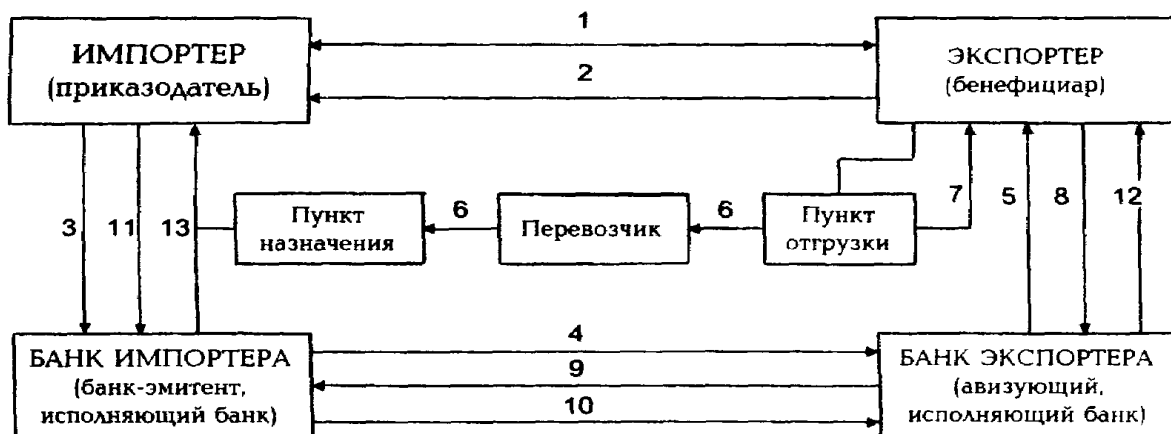 1
ИМПОРТЕР
(приказодатель)
ЭКСПОРТЕР
(бенефициар)
2
3
11
13
Пункт
назначения
6
Перевозчик
6
Пункт
отгрузки
7
5
8
12
БАНК ИМПОРТЕРА
(банк-эмитент,
исполняющий банк)
4
9
10
БАНК ЭКСПОРТЕРА
(авизующий,
исполняющий банк)